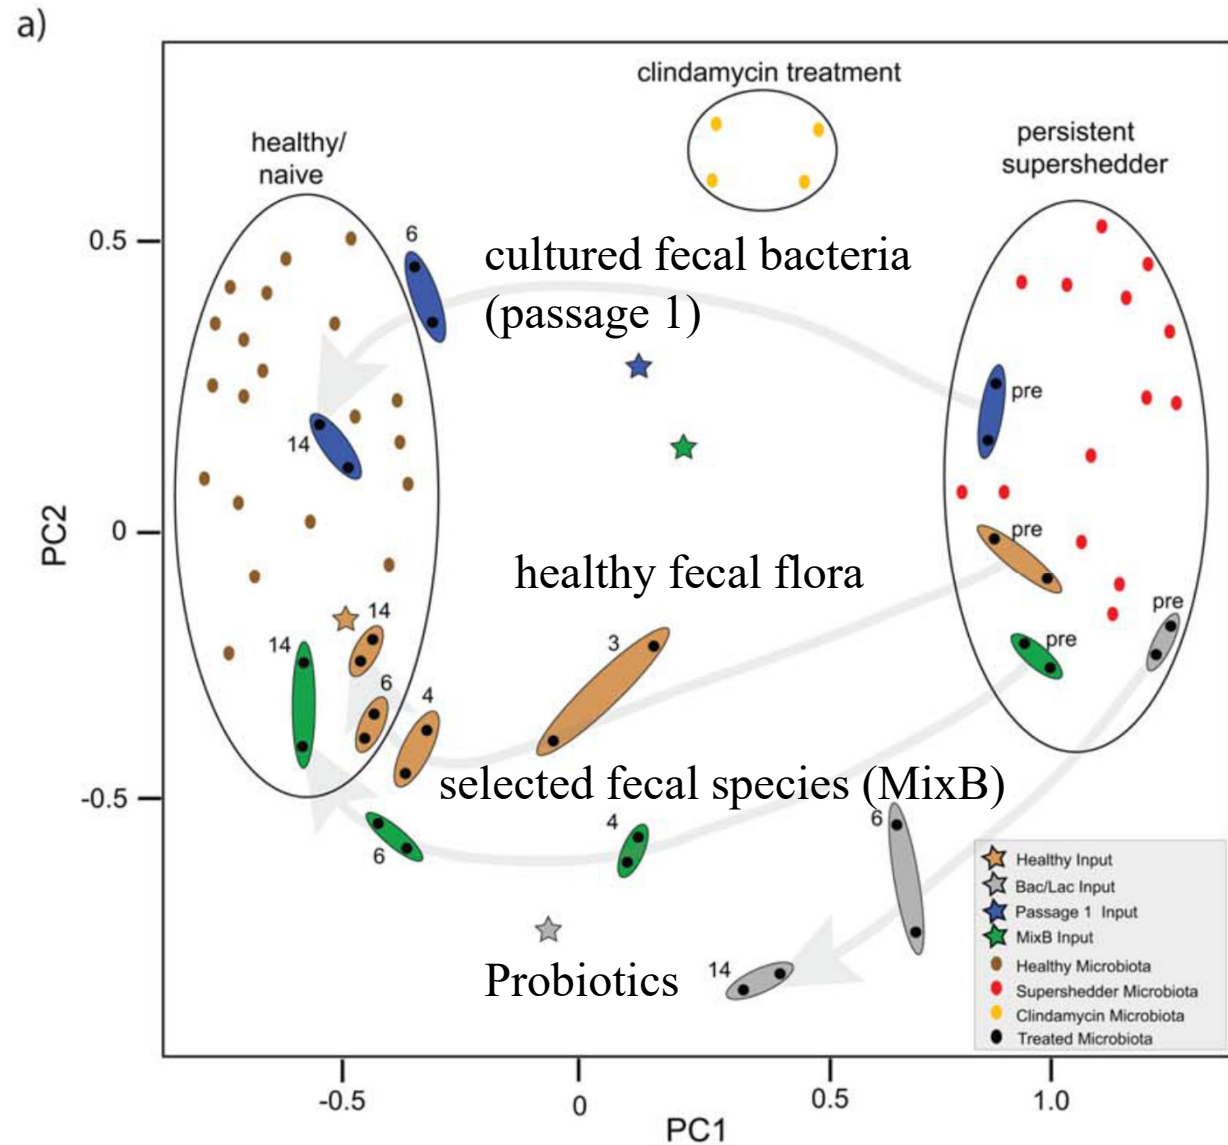 a)
clindamycin treatment
healthy/
naive
persistent
supershedder
0.5
6
cultured fecal bacteria
(passage 1)
pre
14
PC2
0
pre
healthy fecal flora
14
14
3
pre
pre
6
4
selected fecal species (MixB)
-0.5
6
4
6
Healthy Input
Bac/Lac Input
Passage 1 Input
MixB Input
Healthy Microbiota
Supershedder Microbiota
Clindamycin Microbiota
Treated Microbiota
14
Probiotics
-0.5
0
0.5
1.0
PC1